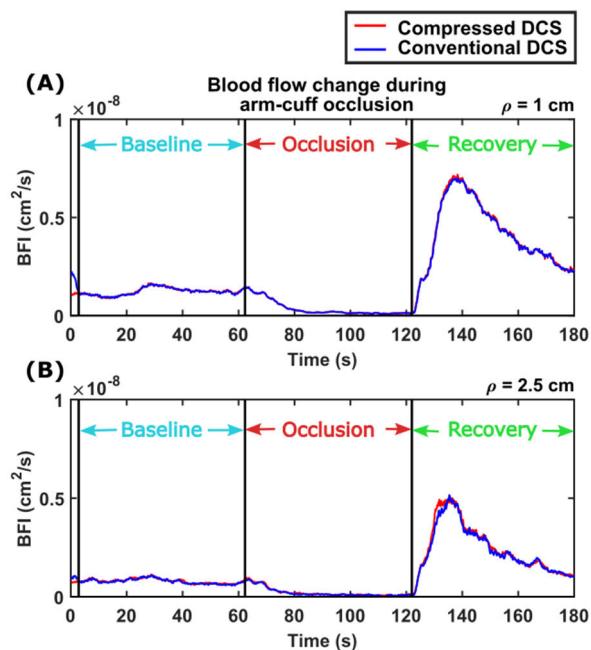 Compressed DCS
Conventional DCS
(A)
Blood flow change during
arm-cuff occlusion
×10⁻⁸
ρ = 1 cm
Baseline
Occlusion
Recovery
BFI (cm²/s)
1
0.5
0
0 20 40 60 80 100 120 140 160 180
Time (s)
(B)
×10⁻⁸
ρ = 2.5 cm
Baseline
Occlusion
Recovery
BFI (cm²/s)
1
0.5
0
0 20 40 60 80 100 120 140 160 180
Time (s)